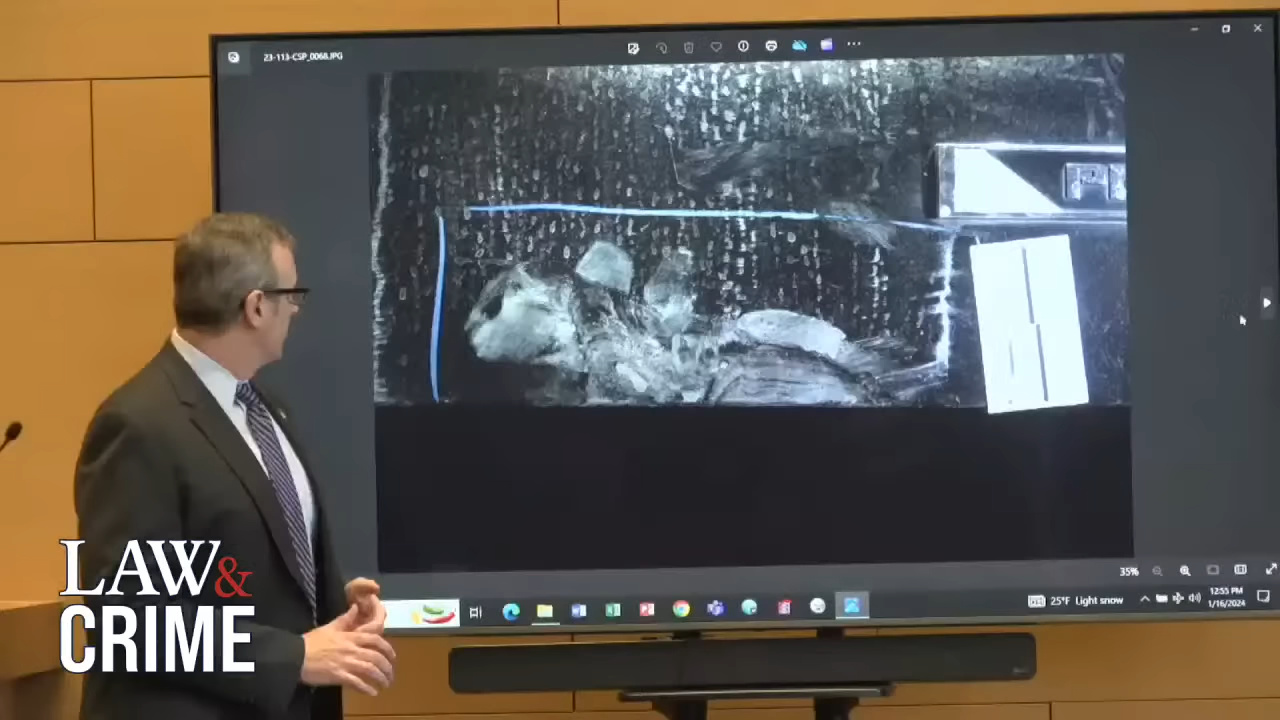 23-113-CSP_0068.JPG
35%
25°F Light snow
12:55 PM
1/16/2024
LAW&
CRIME